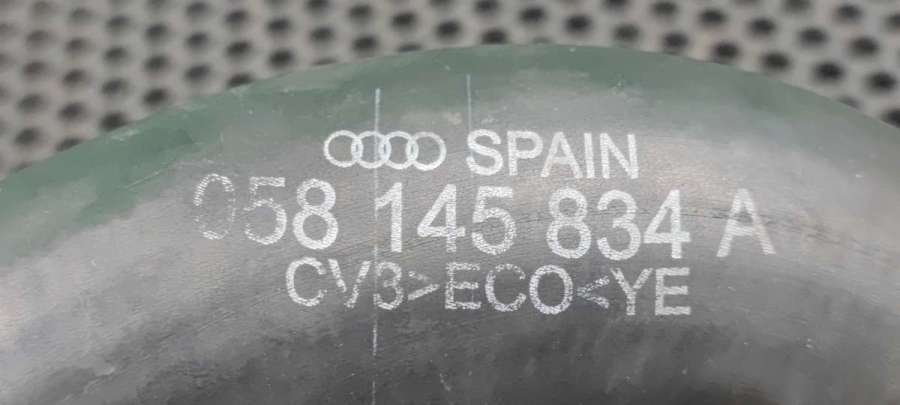 SPAIN
058 145 834 A
CV3>ECO<YE